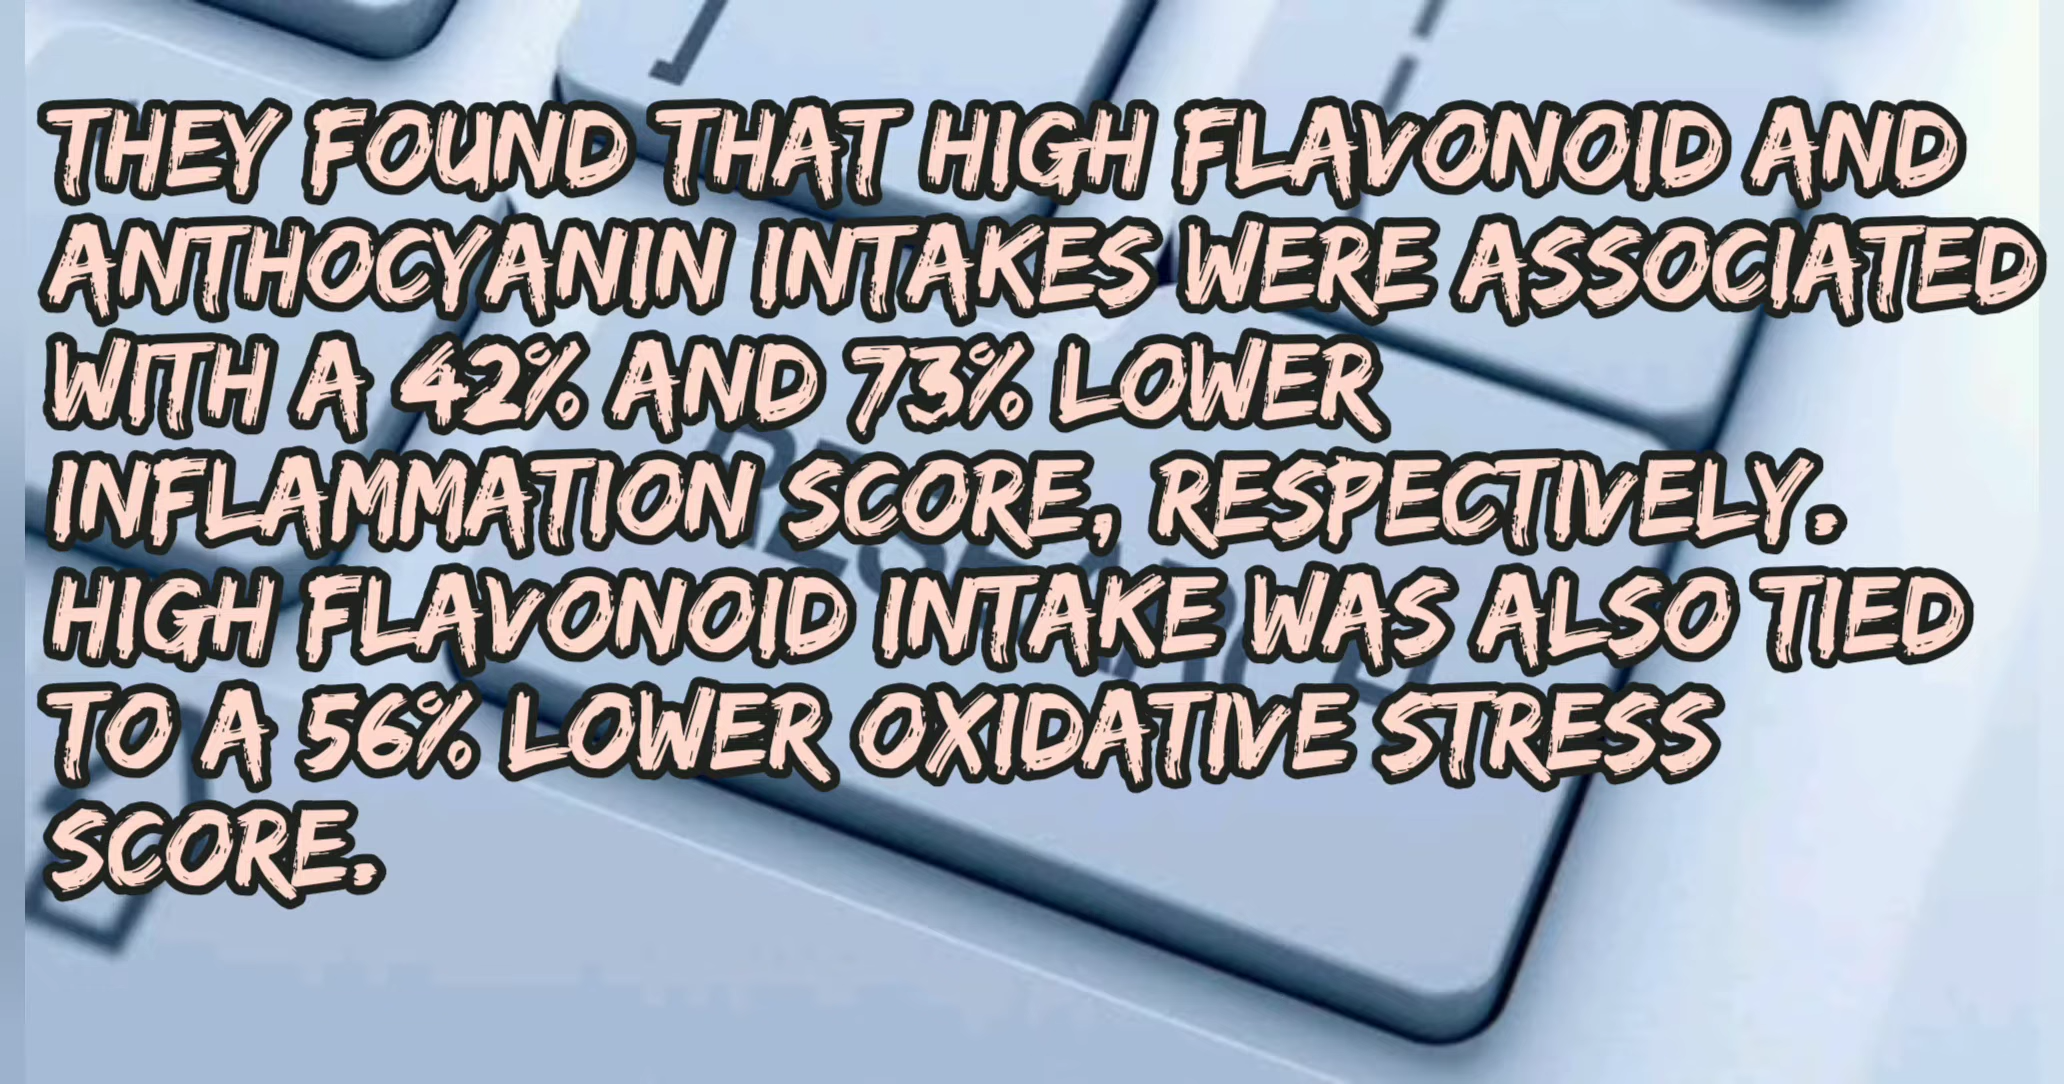 THEY FOUND THAT HIGH FLAVONOID AND
ANTHOCYANIN INTAKES WERE ASSOCIATED
WITH A 42% AND 73% LOWER
INFLAMMATION SCORE, RESPECTIVELY.
HIGH FLAVONOID INTAKE WAS ALSO TIED
TO A 56% LOWER OXIDATIVE STRESS
SCORE.
RESEARCH